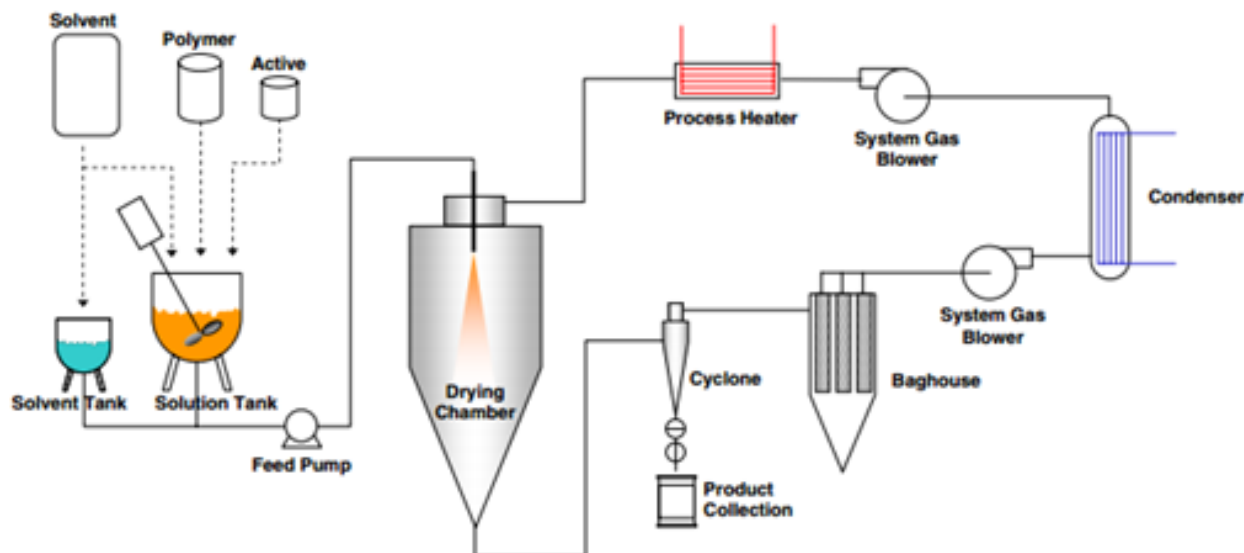 Solvent
Polymer
Active
Process Heater
System Gas
Blower
Condenser
Solvent Tank
Solution Tank
Feed Pump
Drying
Chamber
Cyclone
Baghouse
System Gas
Blower
Product
Collection